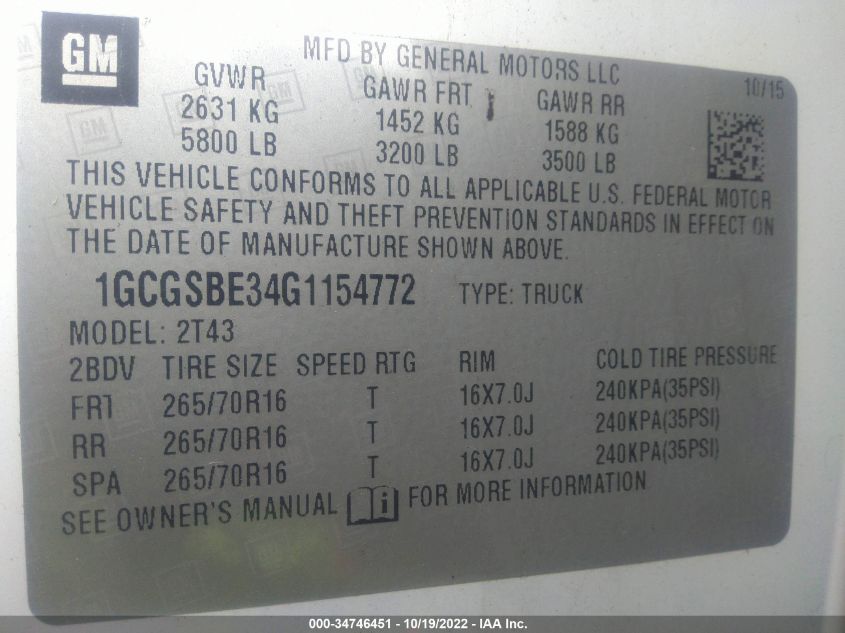 GM
MFD BY GENERAL MOTORS LLC
10/15
GVWR GAWR FRT GAWR RR
2631 KG 1452 KG 1588 KG
5800 LB 3200 LB 3500 LB
THIS VEHICLE CONFORMS TO ALL APPLICABLE U.S. FEDERAL MOTOR
VEHICLE SAFETY AND THEFT PREVENTION STANDARDS IN EFFECT ON
THE DATE OF MANUFACTURE SHOWN ABOVE.
1GCGSBE34G1154772 TYPE: TRUCK
MODEL: 2T43
2BDV TIRE SIZE SPEED RTG RIM COLD TIRE PRESSURE
FRT 265/70R16 T 16X7.0J 240KPA(35PSI)
RR 265/70R16 T 16X7.0J 240KPA(35PSI)
SPA 265/70R16 T 16X7.0J 240KPA(35PSI)
SEE OWNER'S MANUAL i FOR MORE INFORMATION
000-34746451 - 10/19/2022 - IAA Inc.